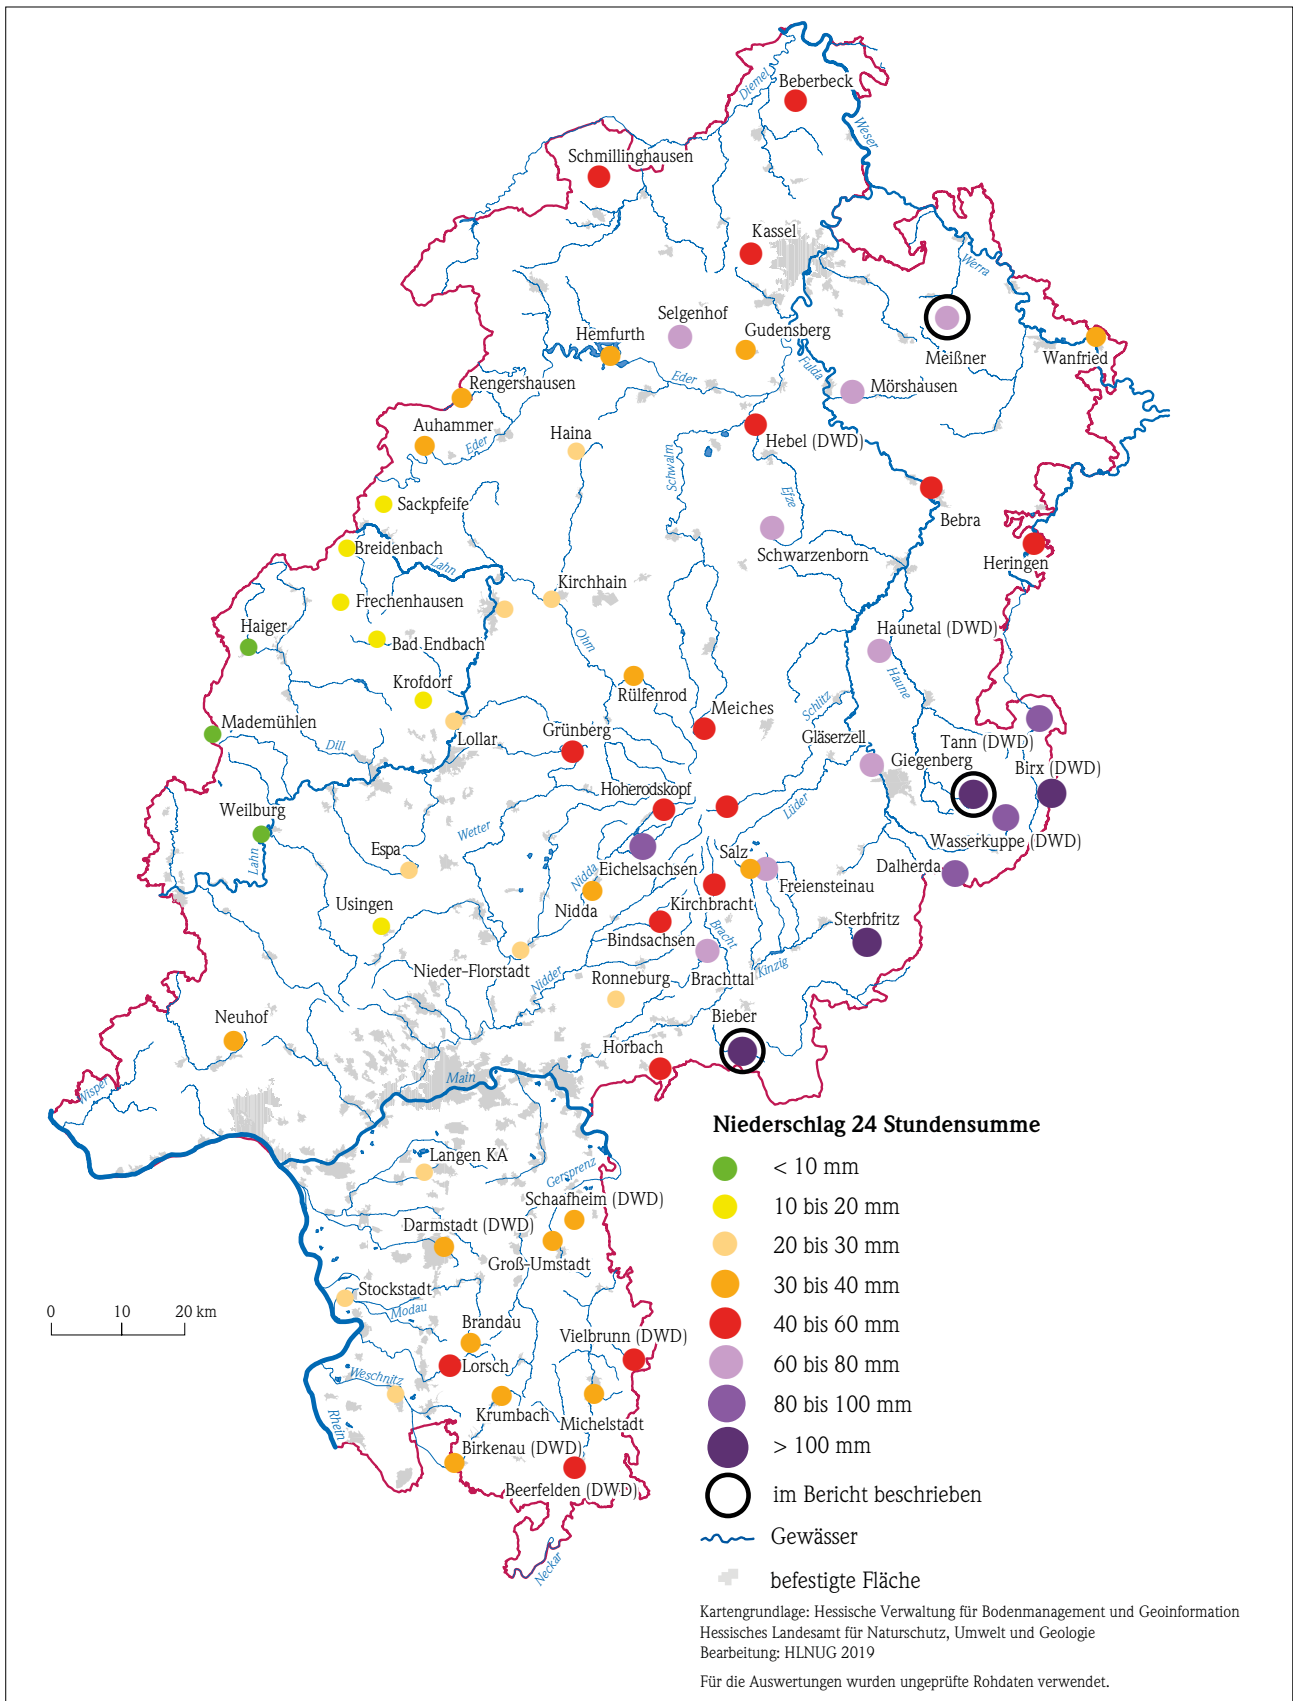 Beberbeck
Diemel
Weser
Schmillinghausen
Kassel
Werra
Selgenhof
Gudensberg
Hemfurth
Meißner
Wanfried
Fulda
Eder
Rengershausen
Mörshausen
Auhammer
Eder
Haina
Hebel (DWD)
Schwalm
Efze
Sackpfeife
Bebra
Breidenbach
Schwarzenborn
Heringen
Lahn
Kirchhain
Frechenhausen
Haiger
Haunetal (DWD)
Bad Endbach
Ohm
Krofdorf
Rülfenrod
Haune
Meiches
Schlitz
Mademühlen
Grünberg
Lollar
Dill
Gläserzell
Tann (DWD)
Giegenberg
Birx (DWD)
Hoherodskopf
Weilburg
Lüder
Wetter
Wasserkuppe (DWD)
Espa
Lahn
Salz
Eichelsachsen
Dalherda
Nidda
Freiensteinau
Usingen
Nidda
Kirchbracht
Sterbfritz
Bindsachsen
Bracht
Nieder-Florstadt
Kinzig
Nidder
Ronneburg
Brachttal
Neuhof
Bieber
Horbach
Main
Wisper
Niederschlag 24 Stundensumme
Langen KA
< 10 mm
Gersprenz
Schaafheim (DWD)
10 bis 20 mm
Darmstadt (DWD)
20 bis 30 mm
Groß-Umstadt
30 bis 40 mm
Stockstadt
0 10 20 km
Modau
Brandau
40 bis 60 mm
Vielbrunn (DWD)
Lorsch
60 bis 80 mm
Weschnitz
Krumbach
80 bis 100 mm
Michelstadt
Rhein
Birkenau (DWD)
> 100 mm
Beerfelden (DWD)
im Bericht beschrieben
Gewässer
Neckar
befestigte Fläche
Kartengrundlage: Hessische Verwaltung für Bodenmanagement und Geoinformation
Hessisches Landesamt für Naturschutz, Umwelt und Geologie
Bearbeitung: HLNUG 2019
Für die Auswertungen wurden ungeprüfte Rohdaten verwendet.